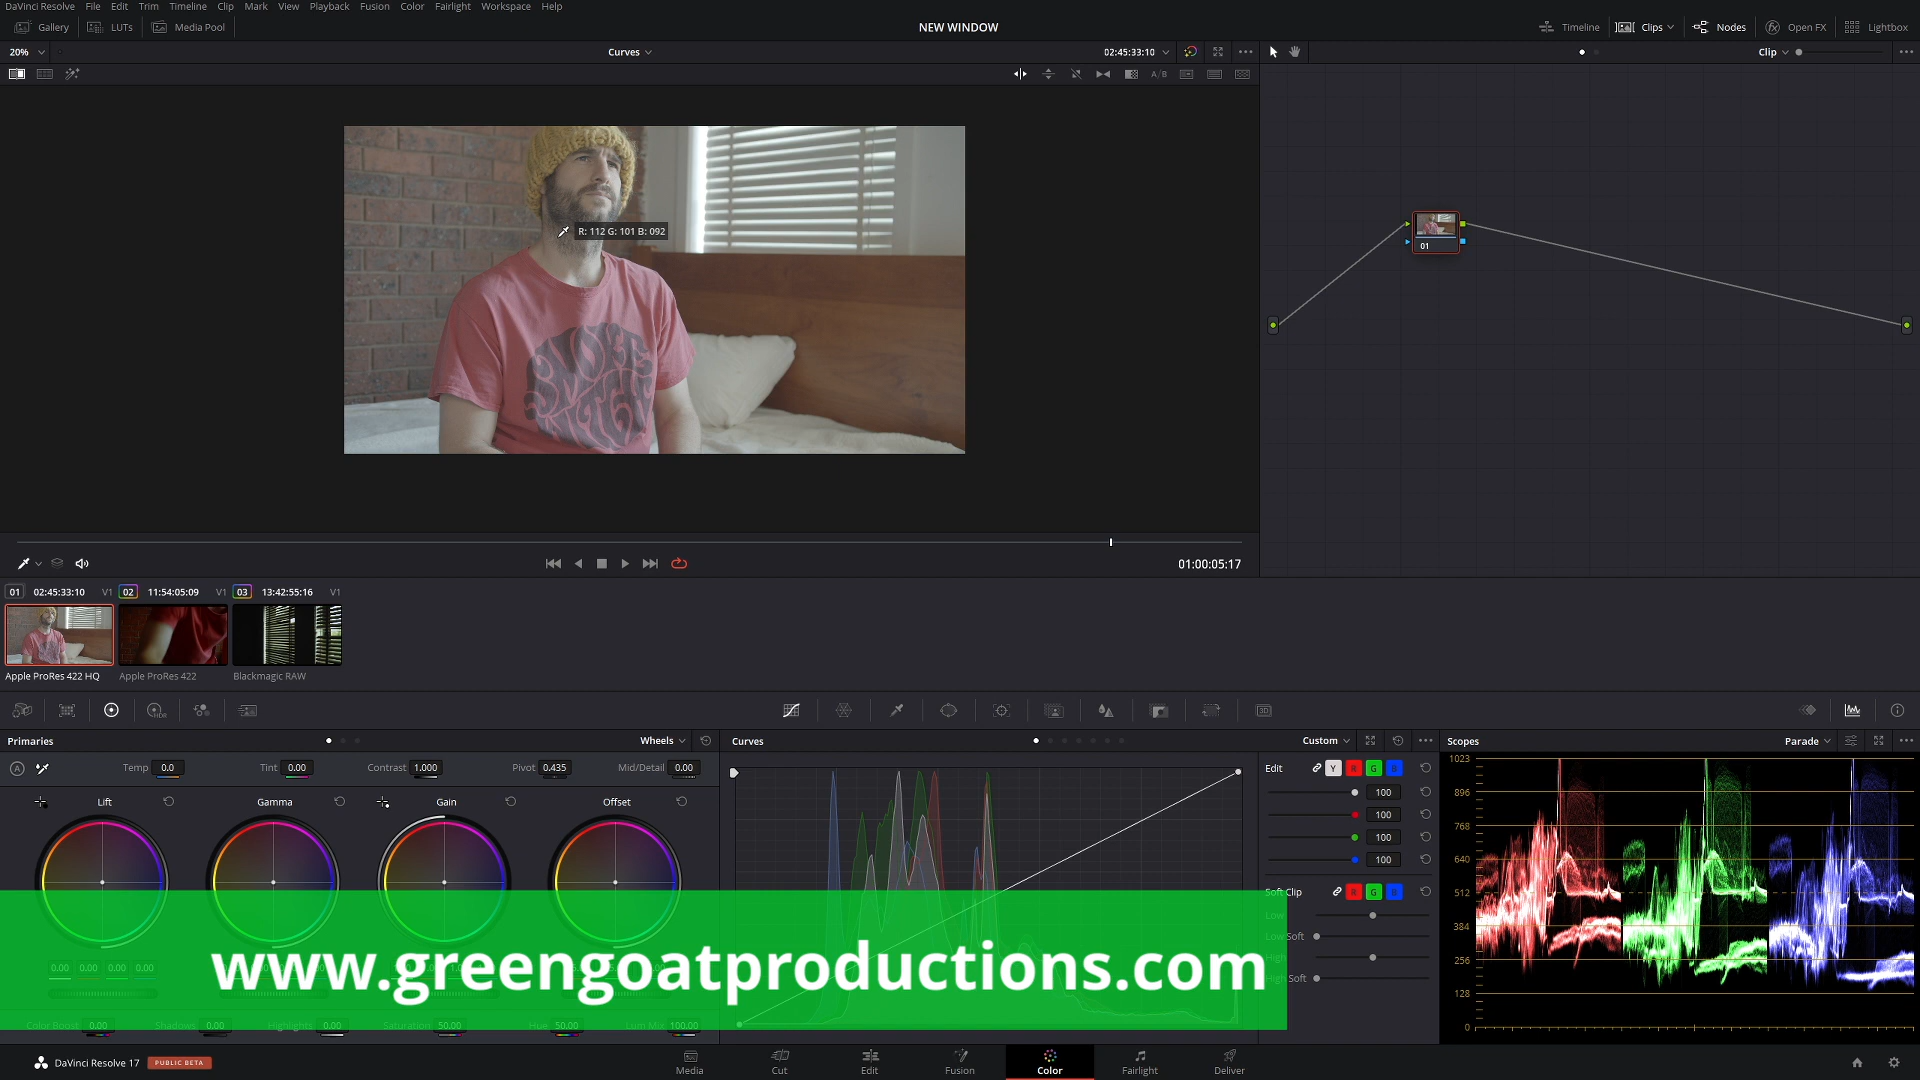 DaVinci Resolve File Edit Trim Timeline Clip Mark View Playback Fusion Color Fairlight Workspace Help
Gallery LUTs Media Pool NEW WINDOW Timeline Clips Nodes Open FX Lightbox
20% Curves 02:45:33:10 Clip
A/B
R: 112 G: 101 B: 092
01
01:00:05:17
01 02:45:33:10 V1 02 11:54:05:09 V1 03 13:42:55:16 V1
Apple ProRes 422 HQ Apple ProRes 422 Blackmagic RAW
HDR 3D
Primaries Wheels Curves Custom Scopes Parade
A Temp 0.0 Tint 0.00 Contrast 1.000 Pivot 0.435 Mid/Detail 0.00
Lift Gamma Gain Offset
Edit Y R G B
100
100
100
100
Soft Clip R G B
Low
Low Soft
High
High Soft
1023
896
768
640
512
384
256
128
0
0.00 0.00 0.00 0.00
www.greengoatproductions.com
Color Boost 0.00 Shadows 0.00 Highlights 0.00 Saturation 50.00 Hue 50.00 Lum Mix 100.00
DaVinci Resolve 17 PUBLIC BETA Media Cut Edit Fusion Color Fairlight Deliver